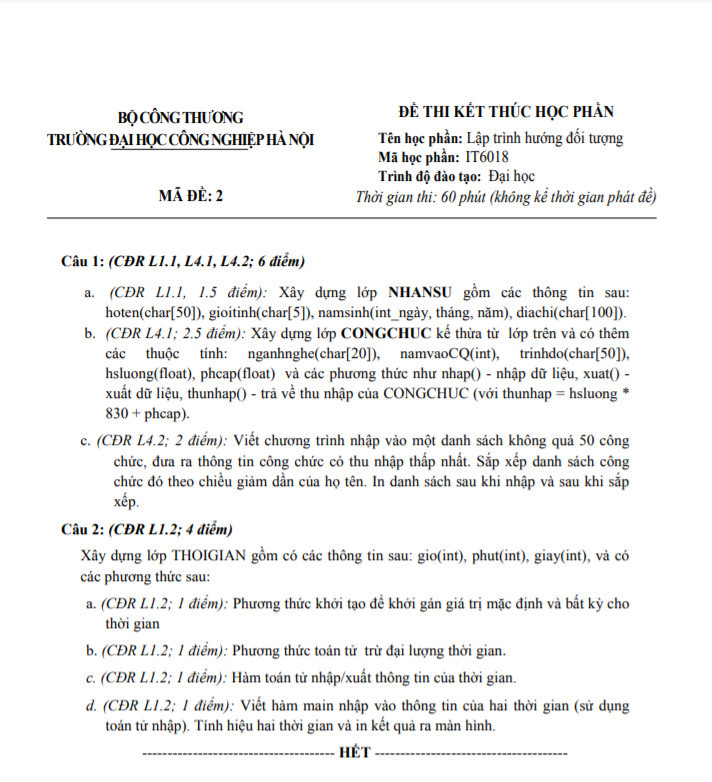 BỘ CÔNG THƯƠNG
TRƯỜNG ĐẠI HỌC CÔNG NGHIỆP HÀ NỘI
MÃ ĐỀ: 2
ĐỀ THI KẾT THÚC HỌC PHẦN
Tên học phần: Lập trình hướng đối tượng
Mã học phần: IT6018
Trình độ đào tạo: Đại học
Thời gian thi: 60 phút (không kể thời gian phát đề)
Câu 1: (CĐR L1.1, L4.1, L4.2; 6 điểm)
a. (CĐR L1.1, 1.5 điểm): Xây dựng lớp NHANSU gồm các thông tin sau:
hoten(char[50]), gioitinh(char[5]), namsinh(int_ngày, tháng, năm), diachi(char[100]).
b. (CĐR L4.1; 2.5 điểm): Xây dựng lớp CONGCHUC kế thừa từ lớp trên và có thêm
các thuộc tính: nganhnghe(char[20]), namvaoCQ(int), trinhdo(char[50]),
hsluong(float), phcap(float) và các phương thức như nhap() - nhập dữ liệu, xuat() -
xuất dữ liệu, thunhap() - trả về thu nhập của CONGCHUC (với thunhap = hsluong *
830 + phcap).
c. (CĐR L4.2; 2 điểm): Viết chương trình nhập vào một danh sách không quá 50 công
chức, đưa ra thông tin công chức có thu nhập thấp nhất. Sắp xếp danh sách công
chức đó theo chiều giảm dần của họ tên. In danh sách sau khi nhập và sau khi sắp
xếp.
Câu 2: (CĐR L1.2; 4 điểm)
Xây dựng lớp THOIGIAN gồm có các thông tin sau: gio(int), phut(int), giay(int), và có
các phương thức sau:
a. (CĐR L1.2; 1 điểm): Phương thức khởi tạo để khởi gán giá trị mặc định và bất kỳ cho
thời gian
b. (CĐR L1.2; 1 điểm): Phương thức toán tử trừ đại lượng thời gian.
c. (CĐR L1.2; 1 điểm): Hàm toán tử nhập/xuất thông tin của thời gian.
d. (CĐR L1.2; 1 điểm): Viết hàm main nhập vào thông tin của hai thời gian (sử dụng
toán tử nhập). Tính hiệu hai thời gian và in kết quả ra màn hình.
----------------------------------- HẾT -----------------------------------